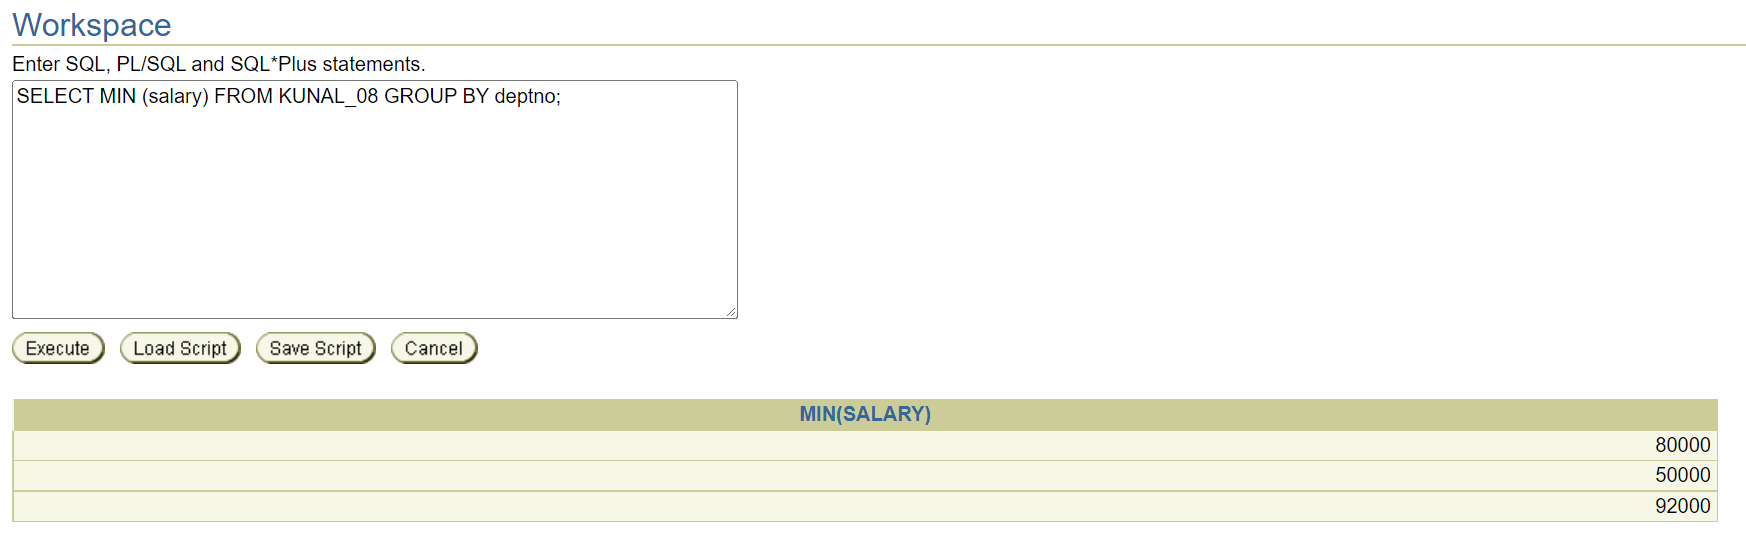 Workspace
Enter SQL, PL/SQL and SQL*Plus statements.
SELECT MIN (salary) FROM KUNAL_08 GROUP BY deptno;
Execute Load Script Save Script Cancel
MIN(SALARY)
80000
50000
92000